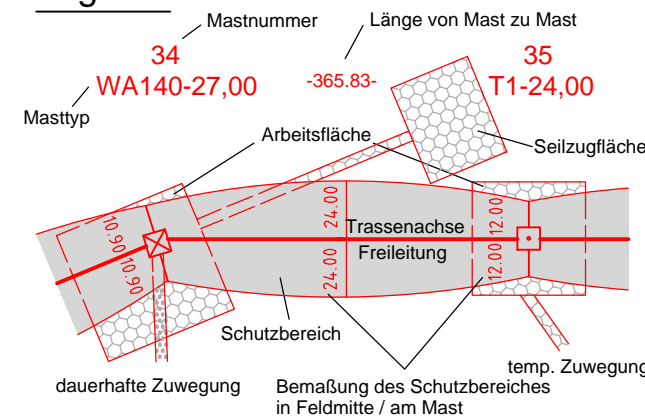 Mastnummer
Länge von Mast zu Mast
34
WA140-27,00
-365.83-
35
T1-24,00
Masttyp
Arbeitsfläche
Seilzugfläche
10.90
10.90
24.00
24.00
12.00
12.00
Trassenachse
Freileitung
Schutzbereich
dauerhafte Zuwegung
temp. Zuwegung
Bemaßung des Schutzbereiches
in Feldmitte / am Mast